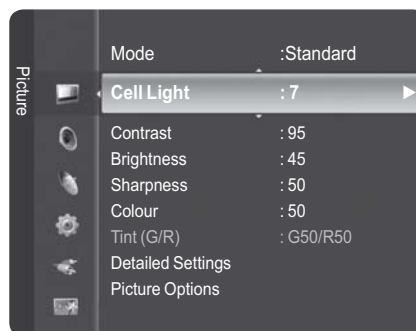 Picture
Mode :Standard
Cell Light : 7
Contrast : 95
Brightness : 45
Sharpness : 50
Colour : 50
Tint (G/R) : G50/R50
Detailed Settings
Picture Options